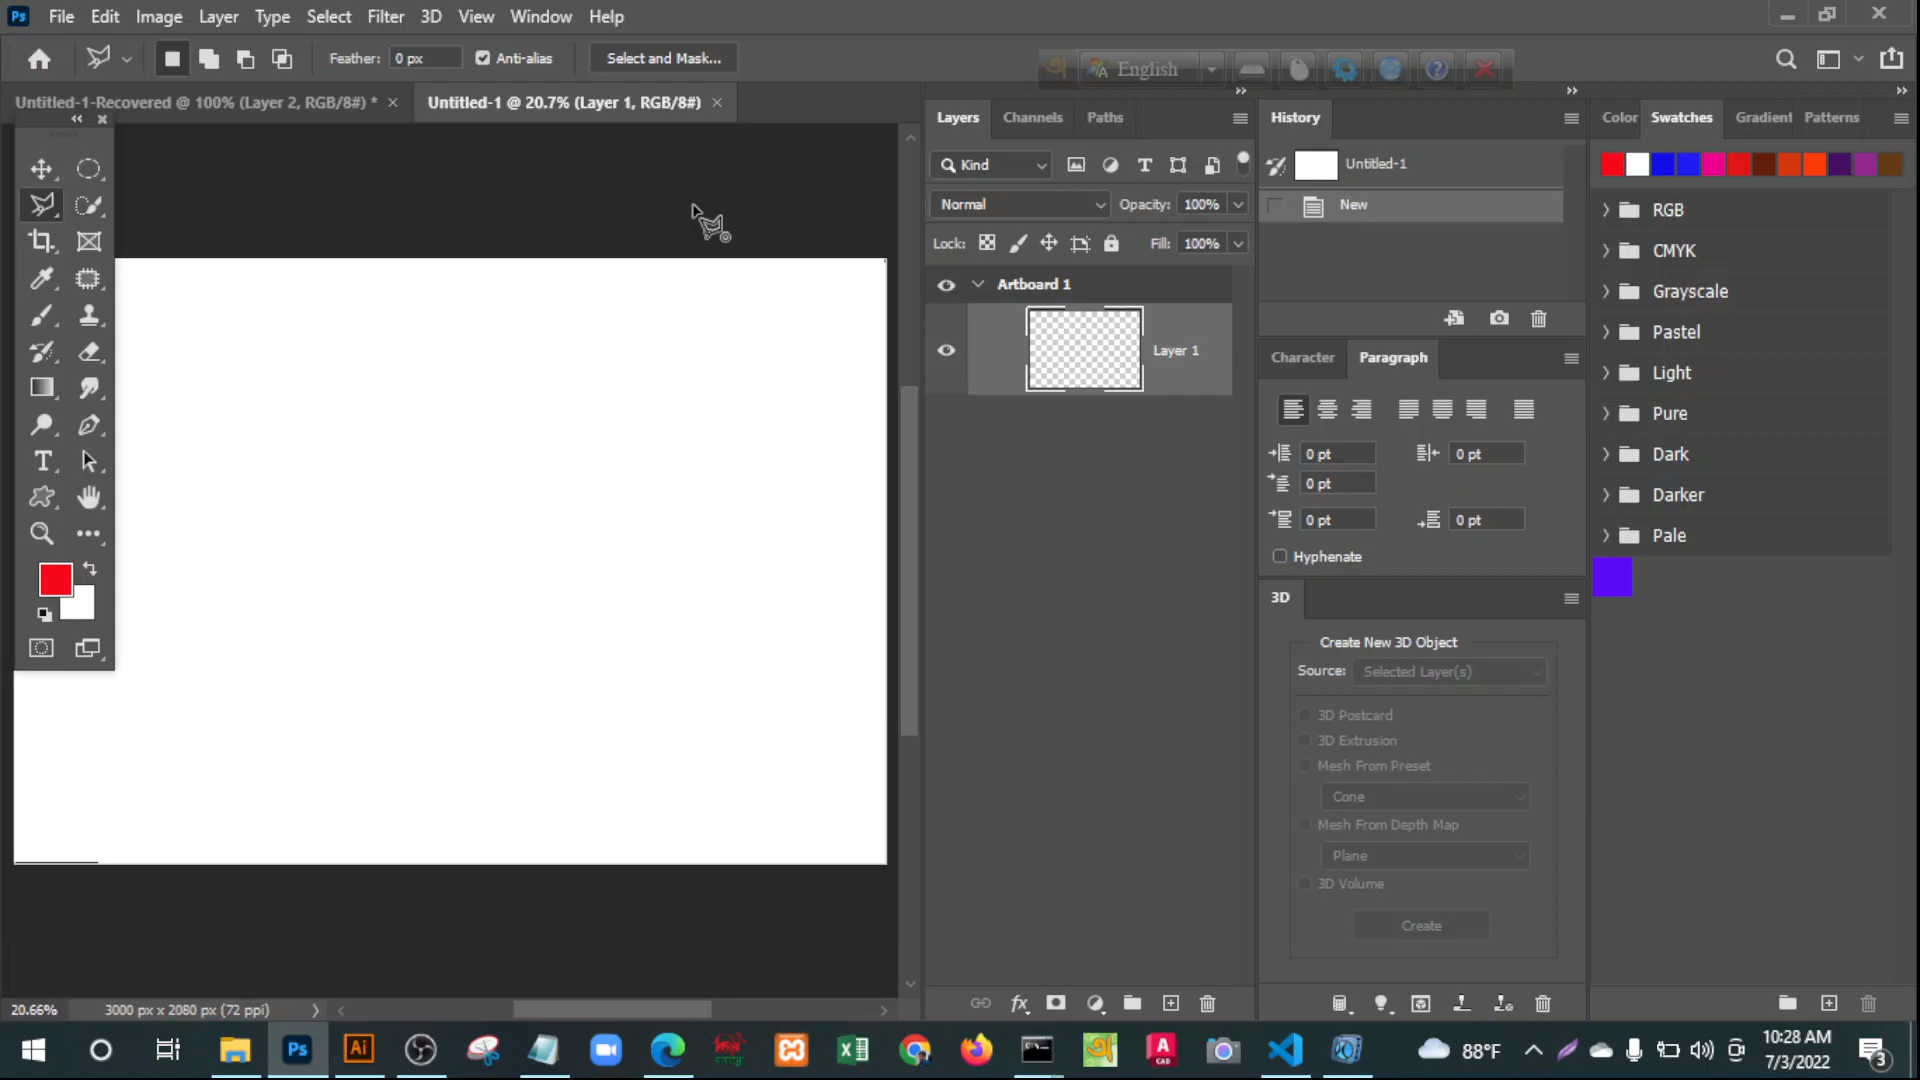 Ps File Edit Image Layer Type Select Filter 3D View Window Help
Feather: 0 px Anti-alias Select and Mask...
অ English
Untitled-1-Recovered @ 100% (Layer 2, RGB/8#) * Untitled-1 @ 20.7% (Layer 1, RGB/8#)
Layers Channels Paths
Kind
Normal Opacity: 100%
Lock: Fill: 100%
Artboard 1
Layer 1
History
Untitled-1
New
Character Paragraph
0 pt 0 pt
0 pt
0 pt 0 pt
Hyphenate
3D
Create New 3D Object
Source: Selected Layer(s)
3D Postcard
3D Extrusion
Mesh From Preset
Cone
Mesh From Depth Map
Plane
3D Volume
Create
Color Swatches Gradient Patterns
RGB
CMYK
Grayscale
Pastel
Light
Pure
Dark
Darker
Pale
20.66% 3000 px x 2080 px (72 ppi)
Ps Ai অ A CAD 88°F 10:28 AM
7/3/2022 3